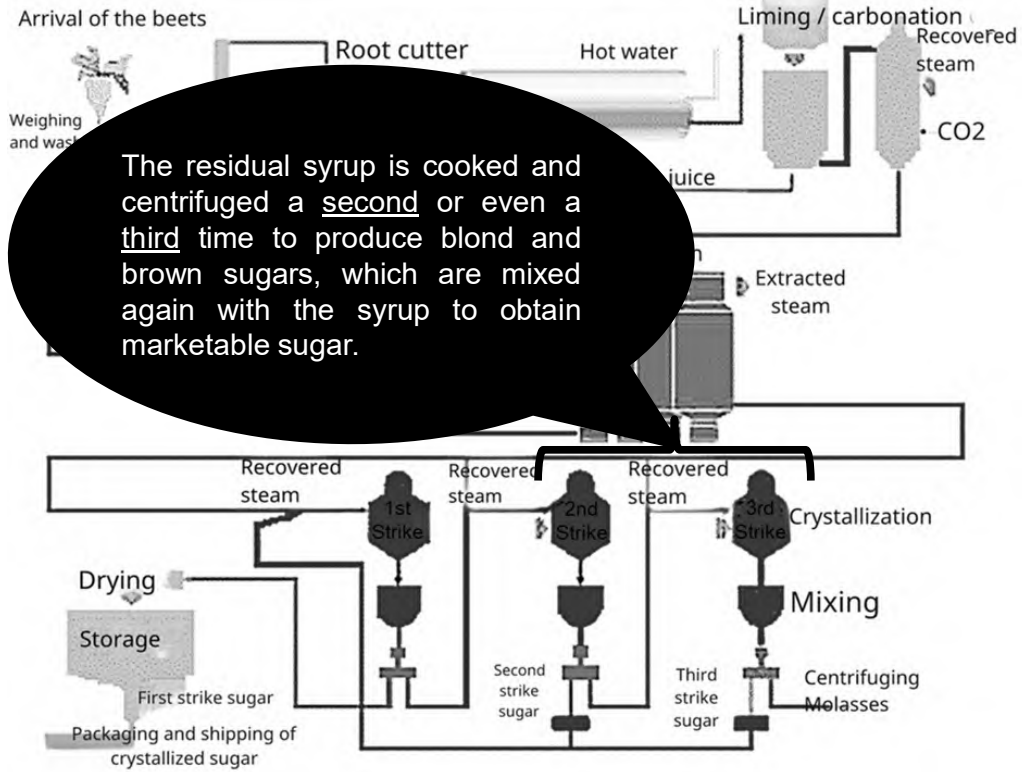 Arrival of the beets
Liming / carbonation
Root cutter
Hot water
Recovered
steam
Weighing
and
CO2
juice
The residual syrup is cooked and
centrifuged a second or even a
third time to produce blond and
brown sugars, which are mixed
again with the syrup to obtain
marketable sugar.
Extracted
steam
Recovered
steam
Recovered
steam
Recovered
steam
1st
Strike
2nd
Strike
3rd
Strike
Crystallization
Drying
Mixing
Storage
Second
strike
sugar
Third
strike
sugar
Centrifuging
Molasses
First strike sugar
Packaging and shipping of
crystallized sugar